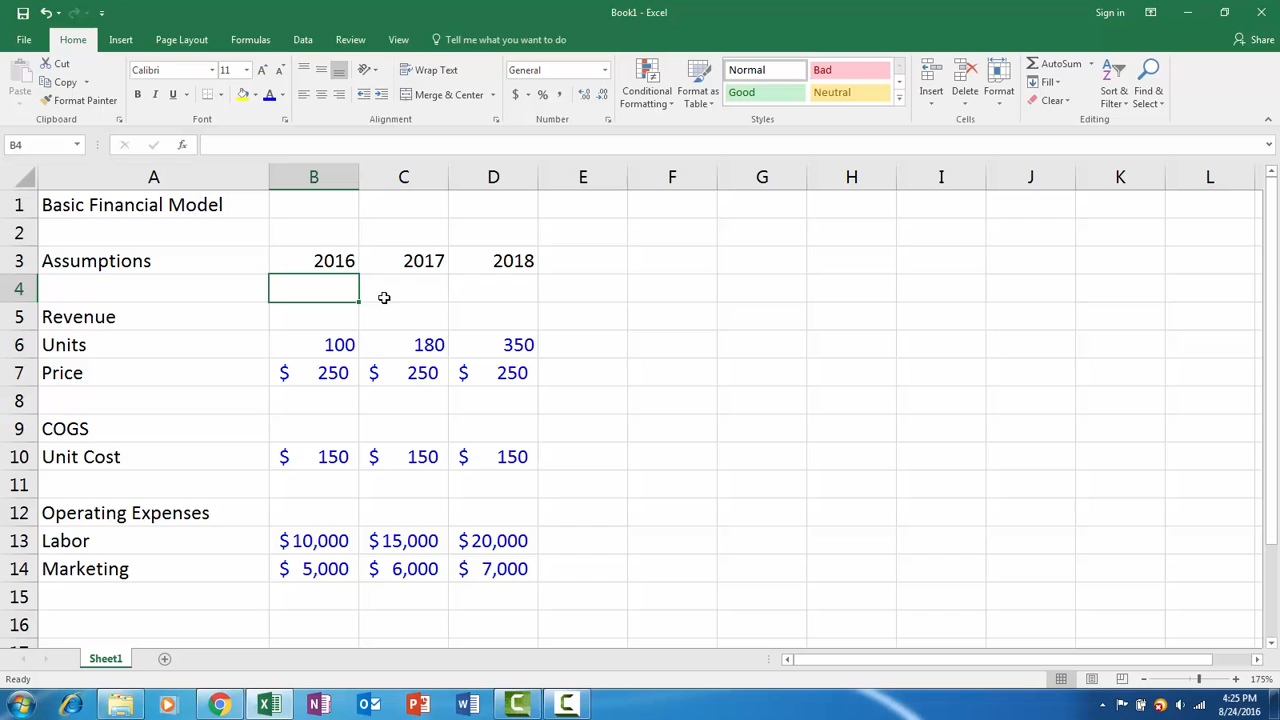 Book1 - Excel
Sign in
File Home Insert Page Layout Formulas Data Review View Tell me what you want to do Share
Paste
Cut
Copy
Format Painter
Clipboard
Calibri 11
B I U
Font
Wrap Text
Merge & Center
Alignment
General
$ % ,
Number
Conditional Formatting
Format as Table
Normal Bad
Good Neutral
Styles
Insert Delete Format
Cells
AutoSum
Fill
Clear
Sort & Filter
Find & Select
Editing
B4 fx
A B C D E F G H I J K L
1 Basic Financial Model
2
3 Assumptions 2016 2017 2018
4
5 Revenue
6 Units 100 180 350
7 Price $ 250 $ 250 $ 250
8
9 COGS
10 Unit Cost $ 150 $ 150 $ 150
11
12 Operating Expenses
13 Labor $10,000 $15,000 $20,000
14 Marketing $ 5,000 $ 6,000 $ 7,000
15
16
17
Sheet1
Ready 175%
4:25 PM
8/24/2016